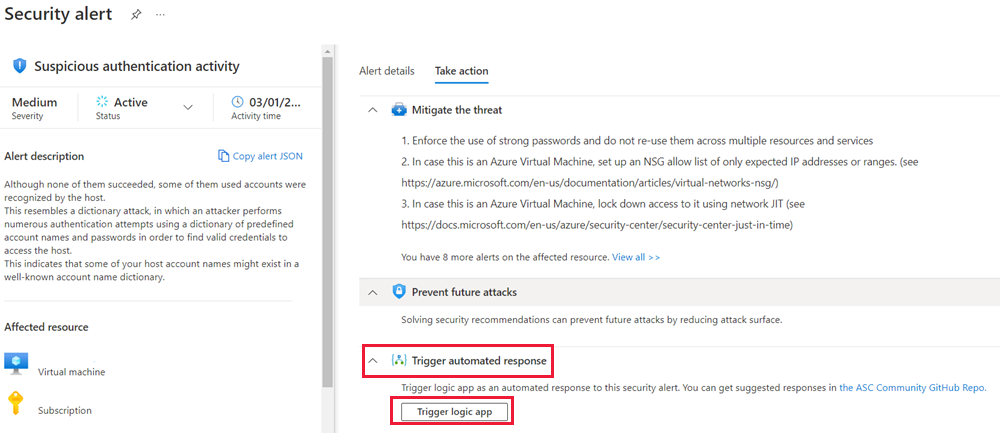 Security alert
Suspicious authentication activity
Medium
Severity
Active
Status
03/01/2...
Activity time
Alert description
Copy alert JSON
Although none of them succeeded, some of them used accounts were
recognized by the host.
This resembles a dictionary attack, in which an attacker performs
numerous authentication attempts using a dictionary of predefined
account names and passwords in order to find valid credentials to
access the host.
This indicates that some of your host account names might exist in a
well-known account name dictionary.
Affected resource
Virtual machine
Subscription
Alert details
Take action
Mitigate the threat
1. Enforce the use of strong passwords and do not re-use them across multiple resources and services
2. In case this is an Azure Virtual Machine, set up an NSG allow list of only expected IP addresses or ranges. (see
https://azure.microsoft.com/en-us/documentation/articles/virtual-networks-nsg/)
3. In case this is an Azure Virtual Machine, lock down access to it using network JIT (see
https://docs.microsoft.com/en-us/azure/security-center/security-center-just-in-time)
You have 8 more alerts on the affected resource. View all >>
Prevent future attacks
Solving security recommendations can prevent future attacks by reducing attack surface.
Trigger automated response
Trigger logic app as an automated response to this security alert. You can get suggested responses in the ASC Community GitHub Repo.
Trigger logic app